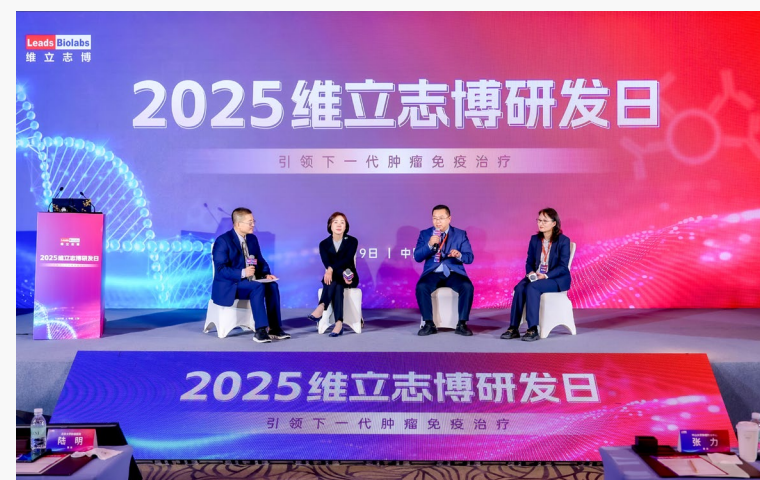 Leads Biolabs
维立志博
2025维立志博研发日
引领下一代肿瘤免疫治疗
9日 | 中
Leads Biolabs
2025维立志博研发日
2025维立志博研发日
引领下一代肿瘤免疫治疗
陆 明
张 力